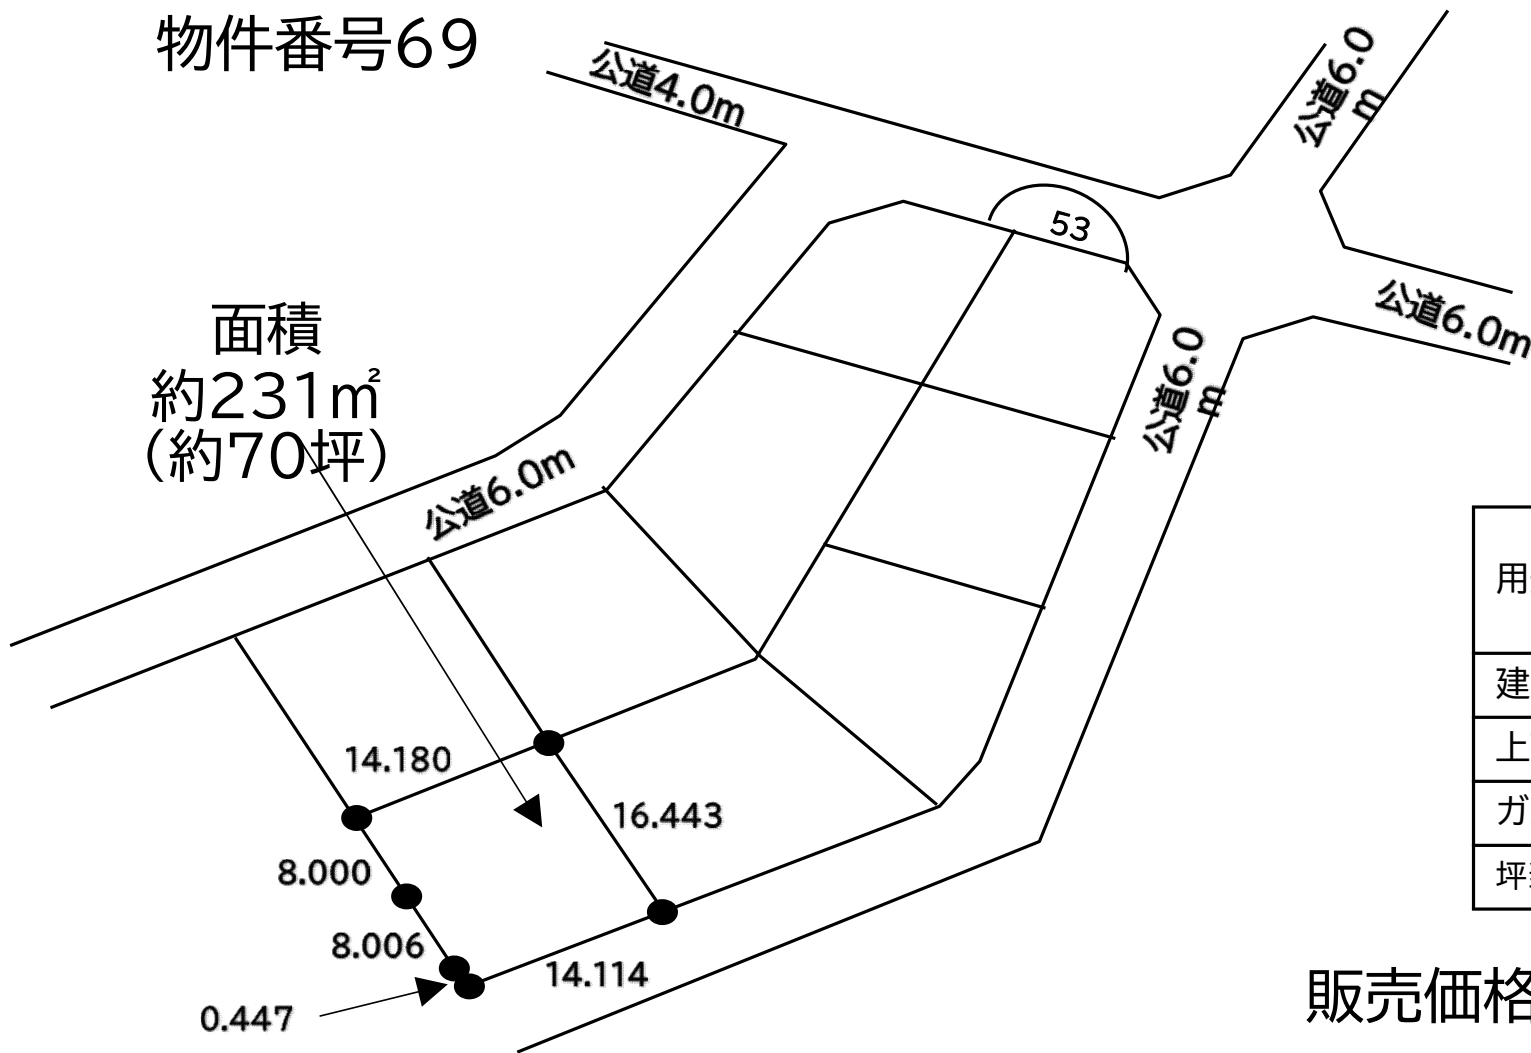 物件番号69
公道4.0m
公道6.0
m
53
公道6.0m
公道6.0
m
面積
約231㎡
（約70坪）
公道6.0m
14.180
16.443
8.000
8.006
14.114
0.447
用
建
上
ガ
坪
販売価格